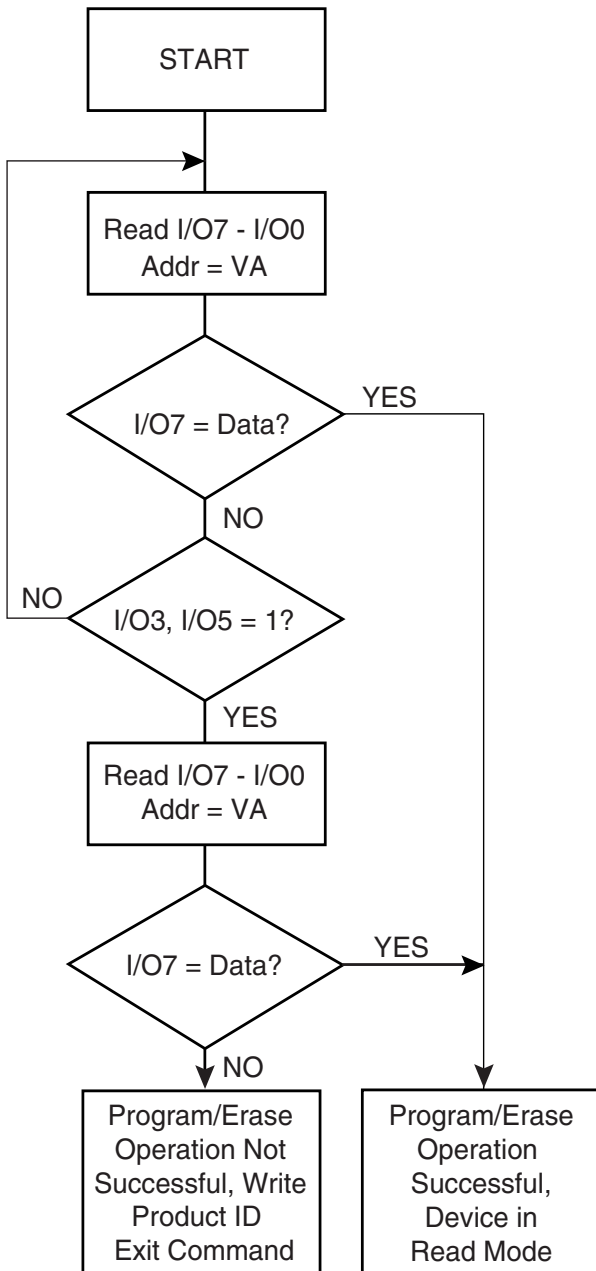 START
Read I/O7 - I/O0
Addr = VA
I/O7 = Data?
YES
NO
NO
I/O3, I/O5 = 1?
YES
Read I/O7 - I/O0
Addr = VA
I/O7 = Data?
YES
NO
Program/Erase
Operation Not
Successful, Write
Product ID
Exit Command
Program/Erase
Operation
Successful,
Device in
Read Mode